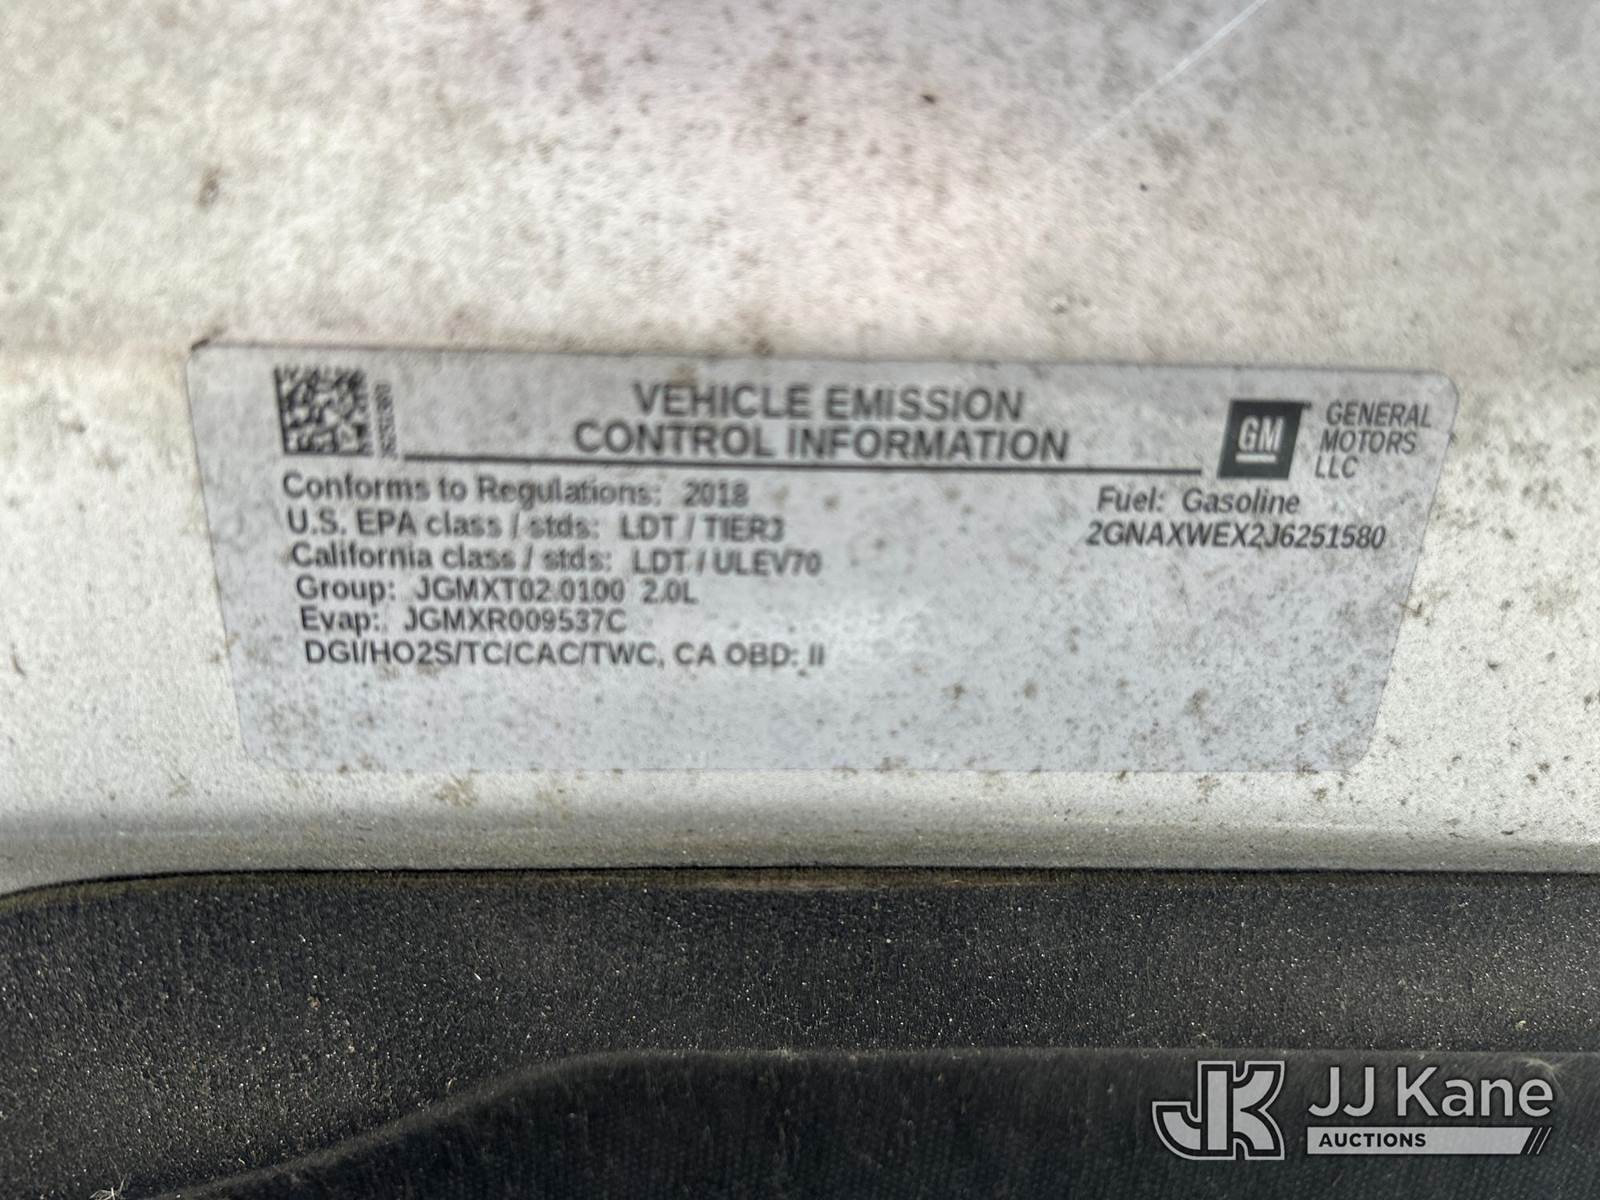 VEHICLE EMISSION
CONTROL INFORMATION
GM
GENERAL
MOTORS
LLC
Conforms to Regulations: 2018
U.S. EPA class / stds: LDT / TIER3
California class / stds: LDT / ULEV70
Group: JGMXT02.0100 2.0L
Evap: JGMXR009537C
DGI/HO2S/TC/CAC/TWC, CA OBD: II
Fuel: Gasoline
2GNAXWEX2J6251580
JK JJ Kane
AUCTIONS